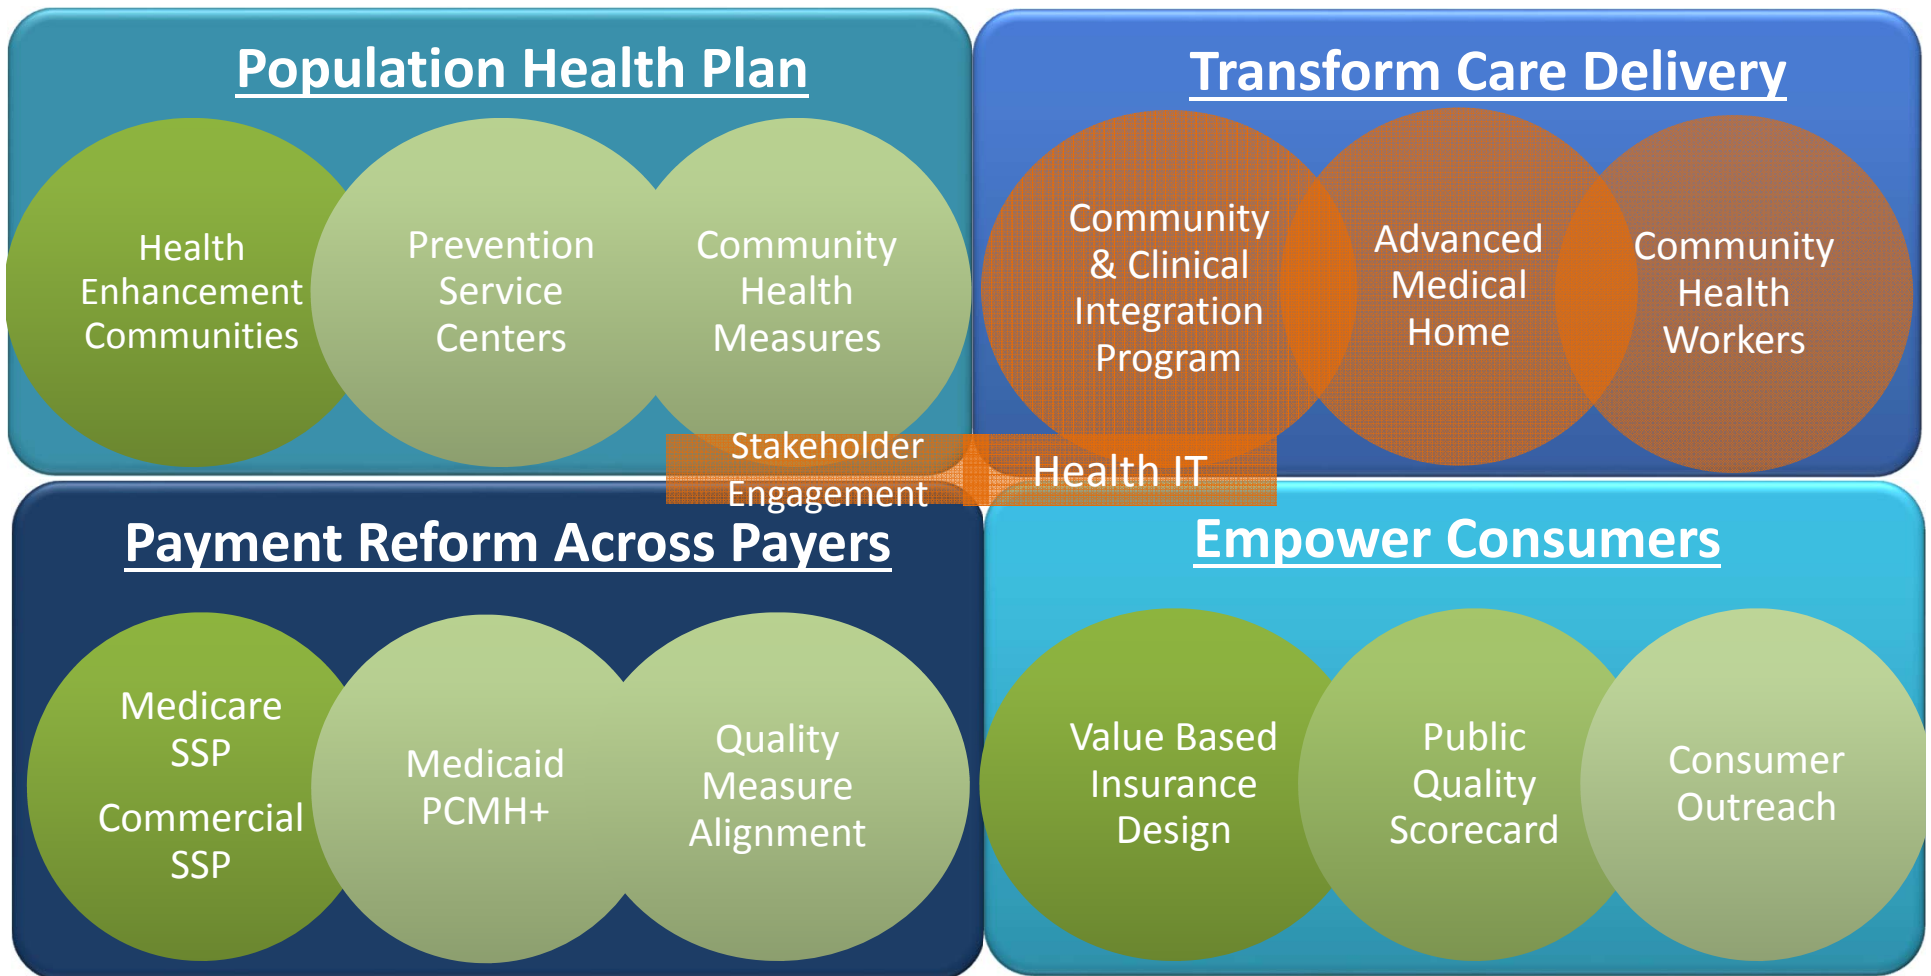 Population Health Plan
Health
Enhancement
Communities
Prevention
Service
Centers
Community
Health
Measures
Transform Care Delivery
Community
& Clinical
Integration
Program
Advanced
Medical
Home
Community
Health
Workers
Stakeholder
Engagement
Health IT
Payment Reform Across Payers
Medicare
SSP
Commercial
SSP
Medicaid
PCMH+
Quality
Measure
Alignment
Empower Consumers
Value Based
Insurance
Design
Public
Quality
Scorecard
Consumer
Outreach